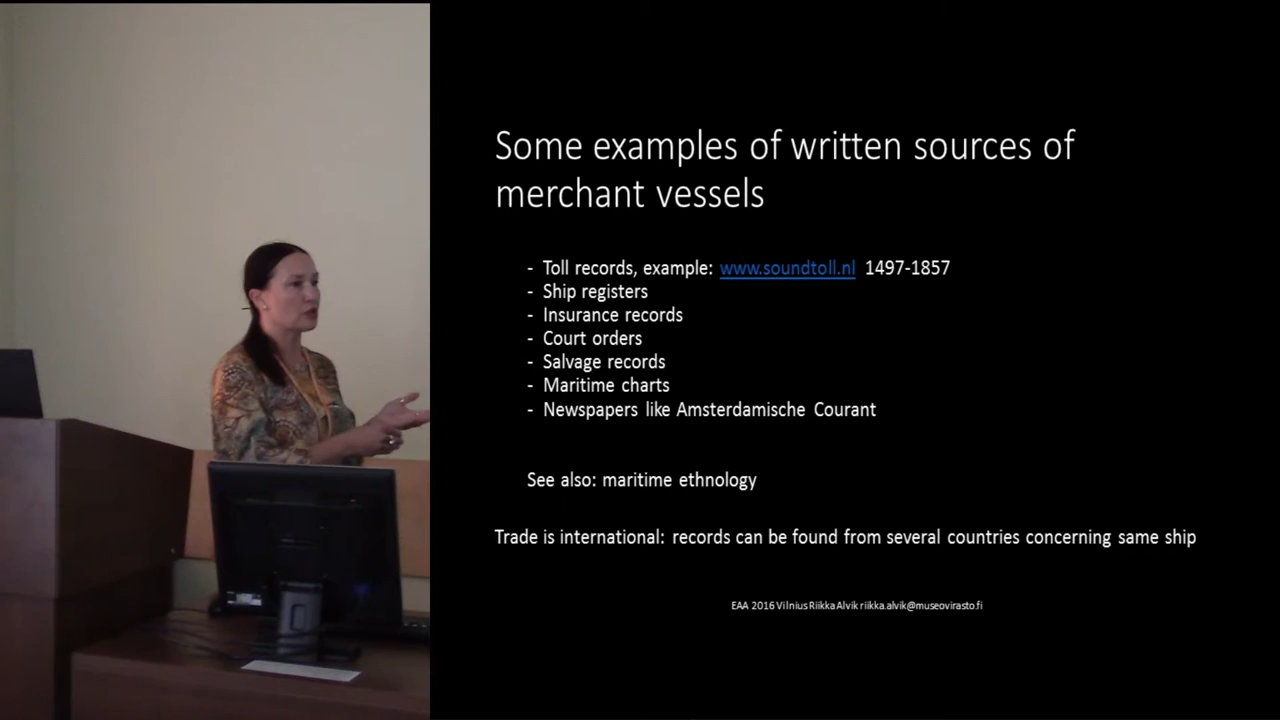 Some examples of written sources of
merchant vessels
- Toll records, example: www.soundtoll.nl 1497-1857
- Ship registers
- Insurance records
- Court orders
- Salvage records
- Maritime charts
- Newspapers like Amsterdamische Courant
See also: maritime ethnology
Trade is international: records can be found from several countries concerning same ship
EAA 2016 Vilnius Riikka Alvik riikka.alvik@museovirasto.fi